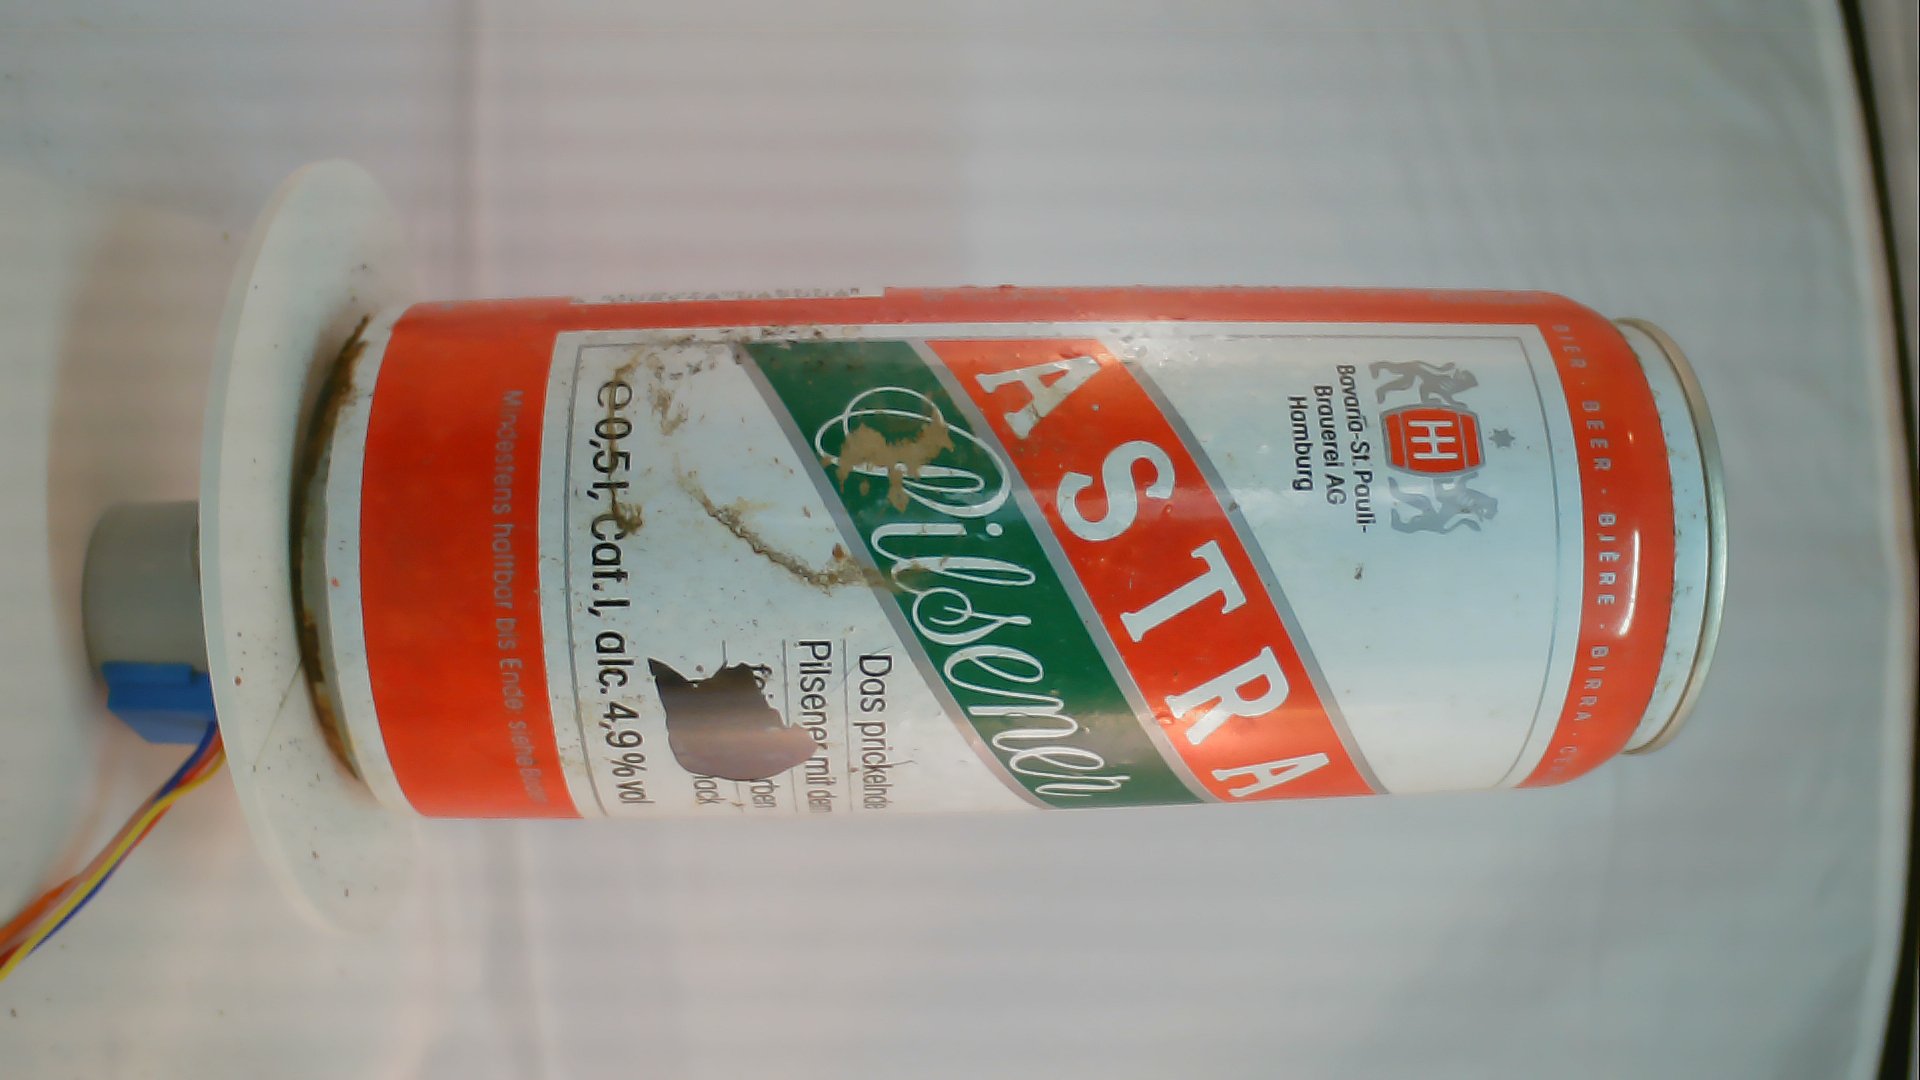 BIER · BEER · BIÈRE · BIRRA ·
Bavaria-St. Pauli-
Brauerei AG
Hamburg
ASTRA
Pilsener
Das prickelnde
Pilsener mit dem
e 0,5 l, Cat. I, alc. 4,9 % vol
Mindestens haltbar bis Ende siehe